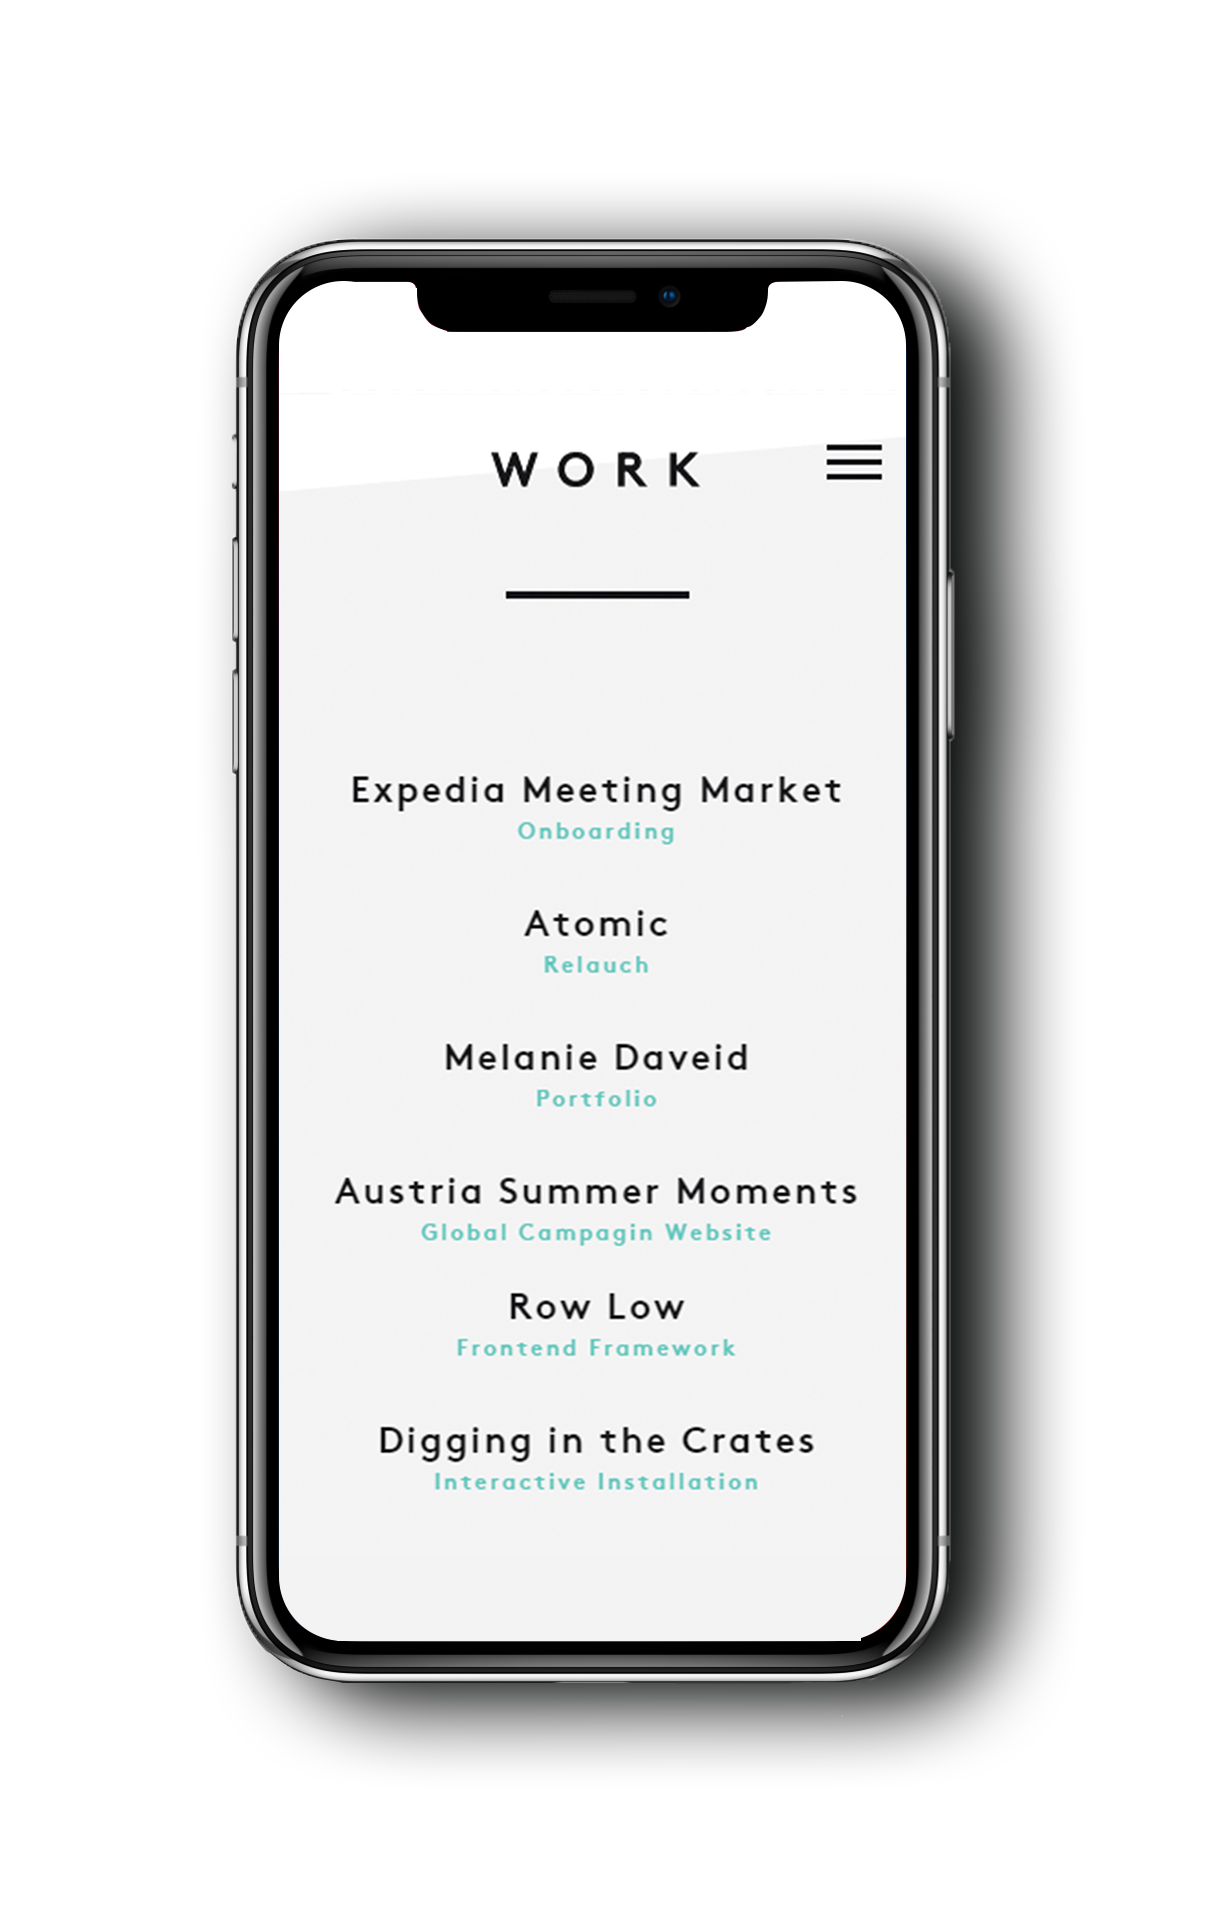 WORK
Expedia Meeting Market
Onboarding
Atomic
Relauch
Melanie Daveid
Portfolio
Austria Summer Moments
Global Campagin Website
Row Low
Frontend Framework
Digging in the Crates
Interactive Installation